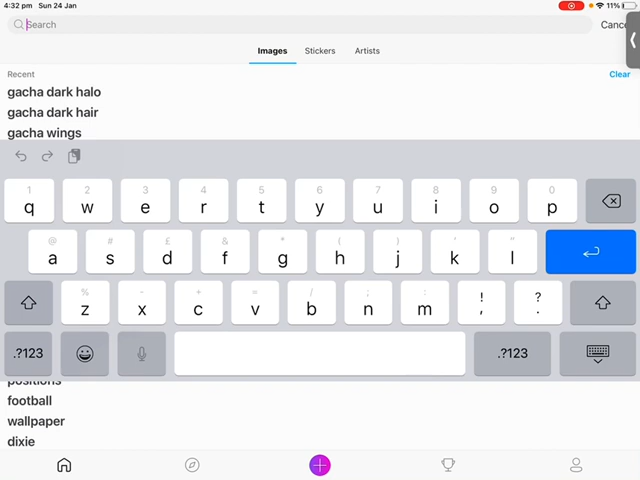 4:32 pm Sun 24 Jan 11%
Search Cance
Images Stickers Artists
Recent Clear
gacha dark halo
gacha dark hair
gacha wings
1 2 3 4 5 6 7 8 9 0
q w e r t y u i o p
@ # £ & * ( ) ' "
a s d f g h j k l
% - + = / ; : ! ?
z x c v b n m , .
.?123 .?123
positions
football
wallpaper
dixie